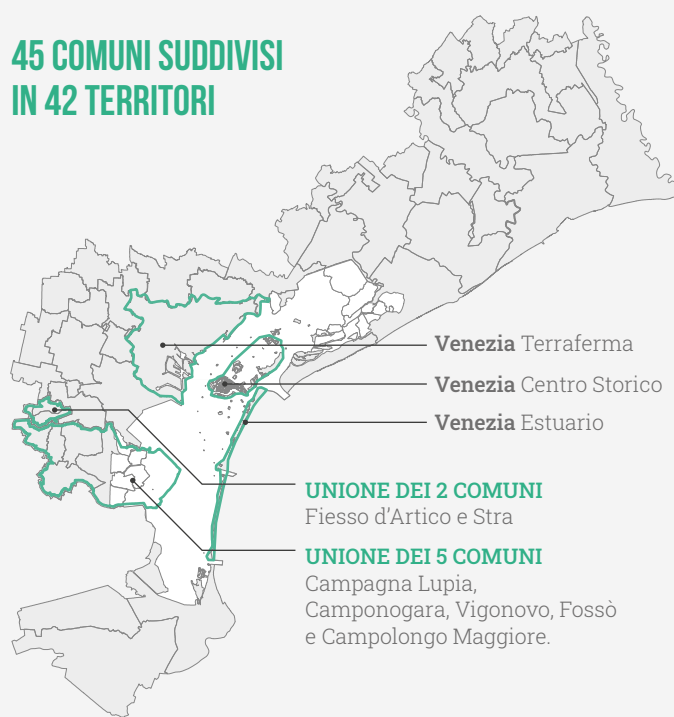 45 COMUNI SUDDIVISI
IN 42 TERRITORI
Venezia Terraferma
Venezia Centro Storico
Venezia Estuario
UNIONE DEI 2 COMUNI
Fiesso d’Artico e Stra
UNIONE DEI 5 COMUNI
Campagna Lupia,
Camponogara, Vigonovo, Fossò
e Campolongo Maggiore.